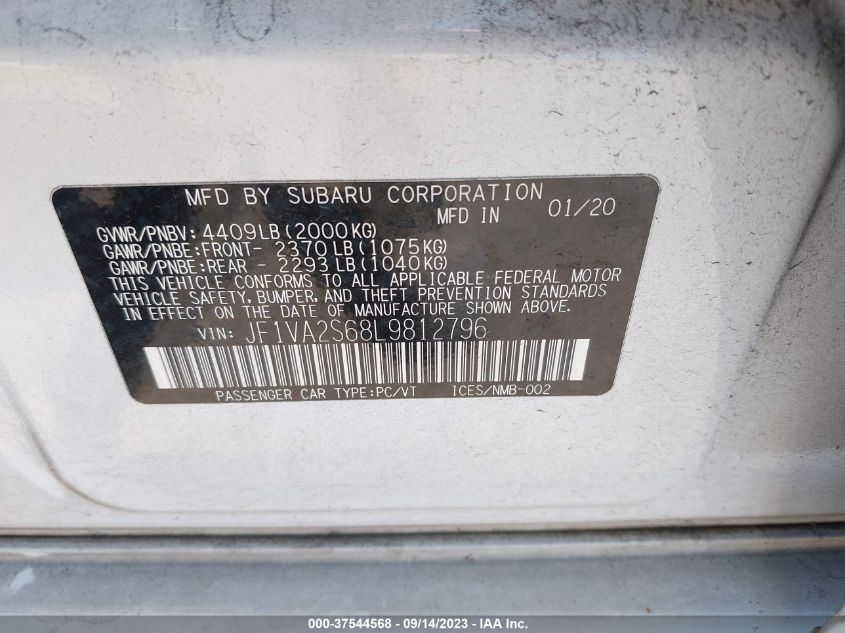 MFD BY SUBARU CORPORATION
MFD IN 01/20
GVWR/PNBV: 4409LB (2000KG)
GAWR/PNBE:FRONT- 2370 LB (1075KG)
GAWR/PNBE:REAR - 2293 LB (1040KG)
THIS VEHICLE CONFORMS TO ALL APPLICABLE FEDERAL MOTOR
VEHICLE SAFETY, BUMPER, AND THEFT PREVENTION STANDARDS
IN EFFECT ON THE DATE OF MANUFACTURE SHOWN ABOVE.
VIN: JF1VA2S68L9812796
PASSENGER CAR TYPE:PC/VT ICES/NMB-002
000-37544568 - 09/14/2023 - IAA Inc.